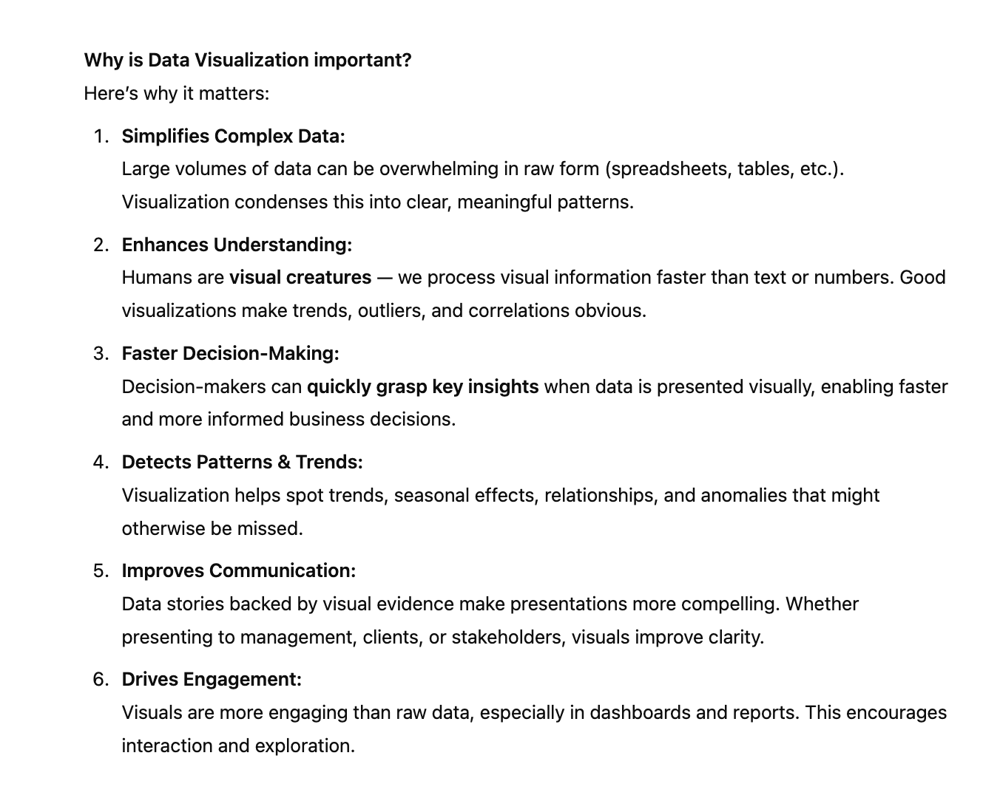 Why is Data Visualization important?
Here’s why it matters:
1. Simplifies Complex Data:
Large volumes of data can be overwhelming in raw form (spreadsheets, tables, etc.).
Visualization condenses this into clear, meaningful patterns.
2. Enhances Understanding:
Humans are visual creatures — we process visual information faster than text or numbers. Good
visualizations make trends, outliers, and correlations obvious.
3. Faster Decision-Making:
Decision-makers can quickly grasp key insights when data is presented visually, enabling faster
and more informed business decisions.
4. Detects Patterns & Trends:
Visualization helps spot trends, seasonal effects, relationships, and anomalies that might
otherwise be missed.
5. Improves Communication:
Data stories backed by visual evidence make presentations more compelling. Whether
presenting to management, clients, or stakeholders, visuals improve clarity.
6. Drives Engagement:
Visuals are more engaging than raw data, especially in dashboards and reports. This encourages
interaction and exploration.